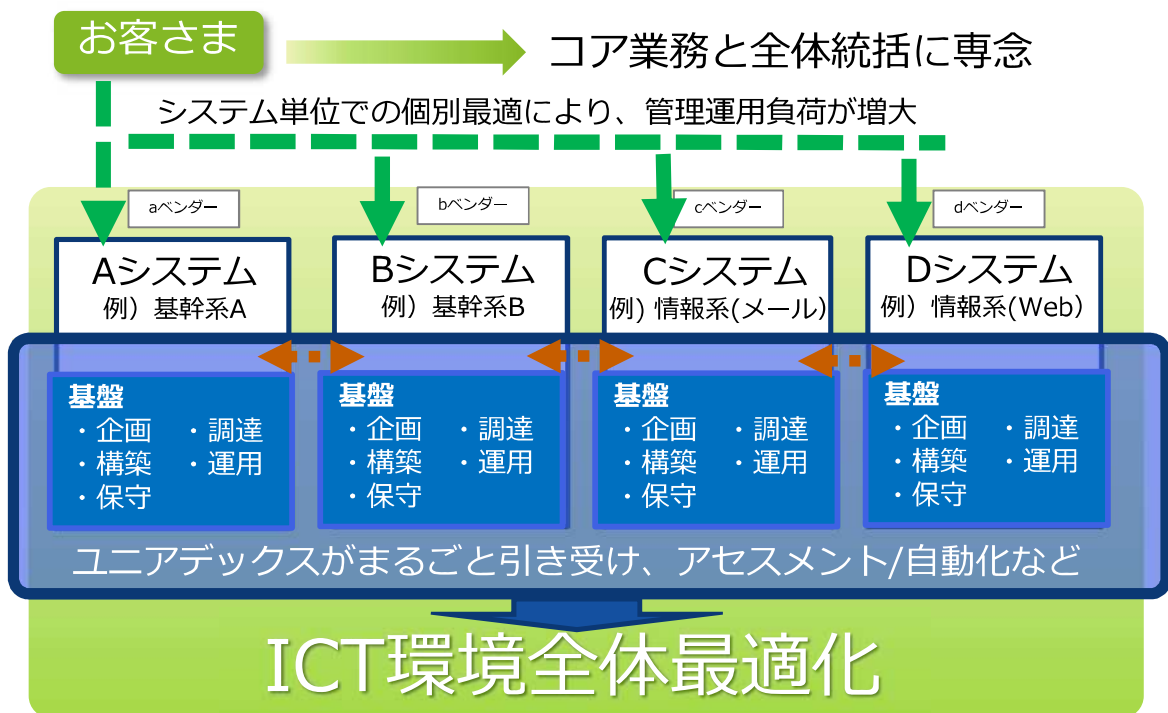 お客さま
コア業務と全体統括に専念
システム単位での個別最適により、管理運用負荷が増大
aベンダー
bベンダー
cベンダー
dベンダー
Aシステム
例）基幹系A
Bシステム
例）基幹系B
Cシステム
例) 情報系(メール)
Dシステム
例）情報系(Web）
基盤
・企画　・調達
・構築　・運用
・保守
基盤
・企画　・調達
・構築　・運用
・保守
基盤
・企画　・調達
・構築　・運用
・保守
基盤
・企画　・調達
・構築　・運用
・保守
ユニアデックスがまるごと引き受け、アセスメント/自動化など
ICT環境全体最適化